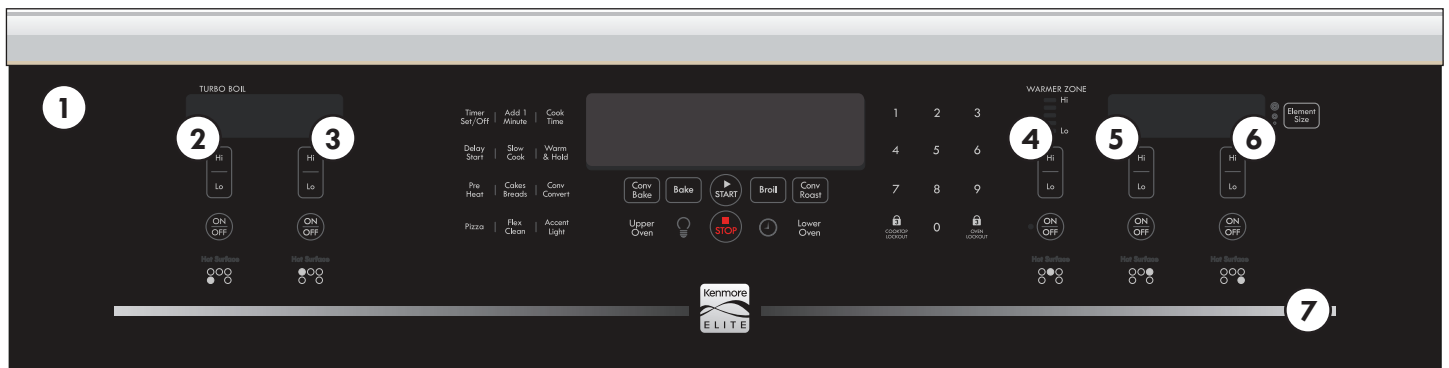 1
TURBO BOIL
2
3
Hi
Lo
Hi
Lo
ON
OFF
ON
OFF
Hot Surface
Hot Surface
Timer
Set/Off
Add 1
Minute
Cook
Time
Delay
Start
Slow
Cook
Warm
& Hold
Pre
Heat
Cakes
Breads
Conv
Convert
Pizza
Flex
Clean
Accent
Light
Conv
Bake
Bake
START
Broil
Conv
Roast
Upper
Oven
STOP
Lower
Oven
1 2 3
4 5 6
7 8 9
COOKTOP
LOCKOUT
0
OVEN
LOCKOUT
WARMER ZONE
Hi
Lo
4
5
6
Element
Size
Hi
Lo
Hi
Lo
Hi
Lo
ON
OFF
ON
OFF
ON
OFF
Hot Surface
Hot Surface
Hot Surface
Kenmore
ELITE
7